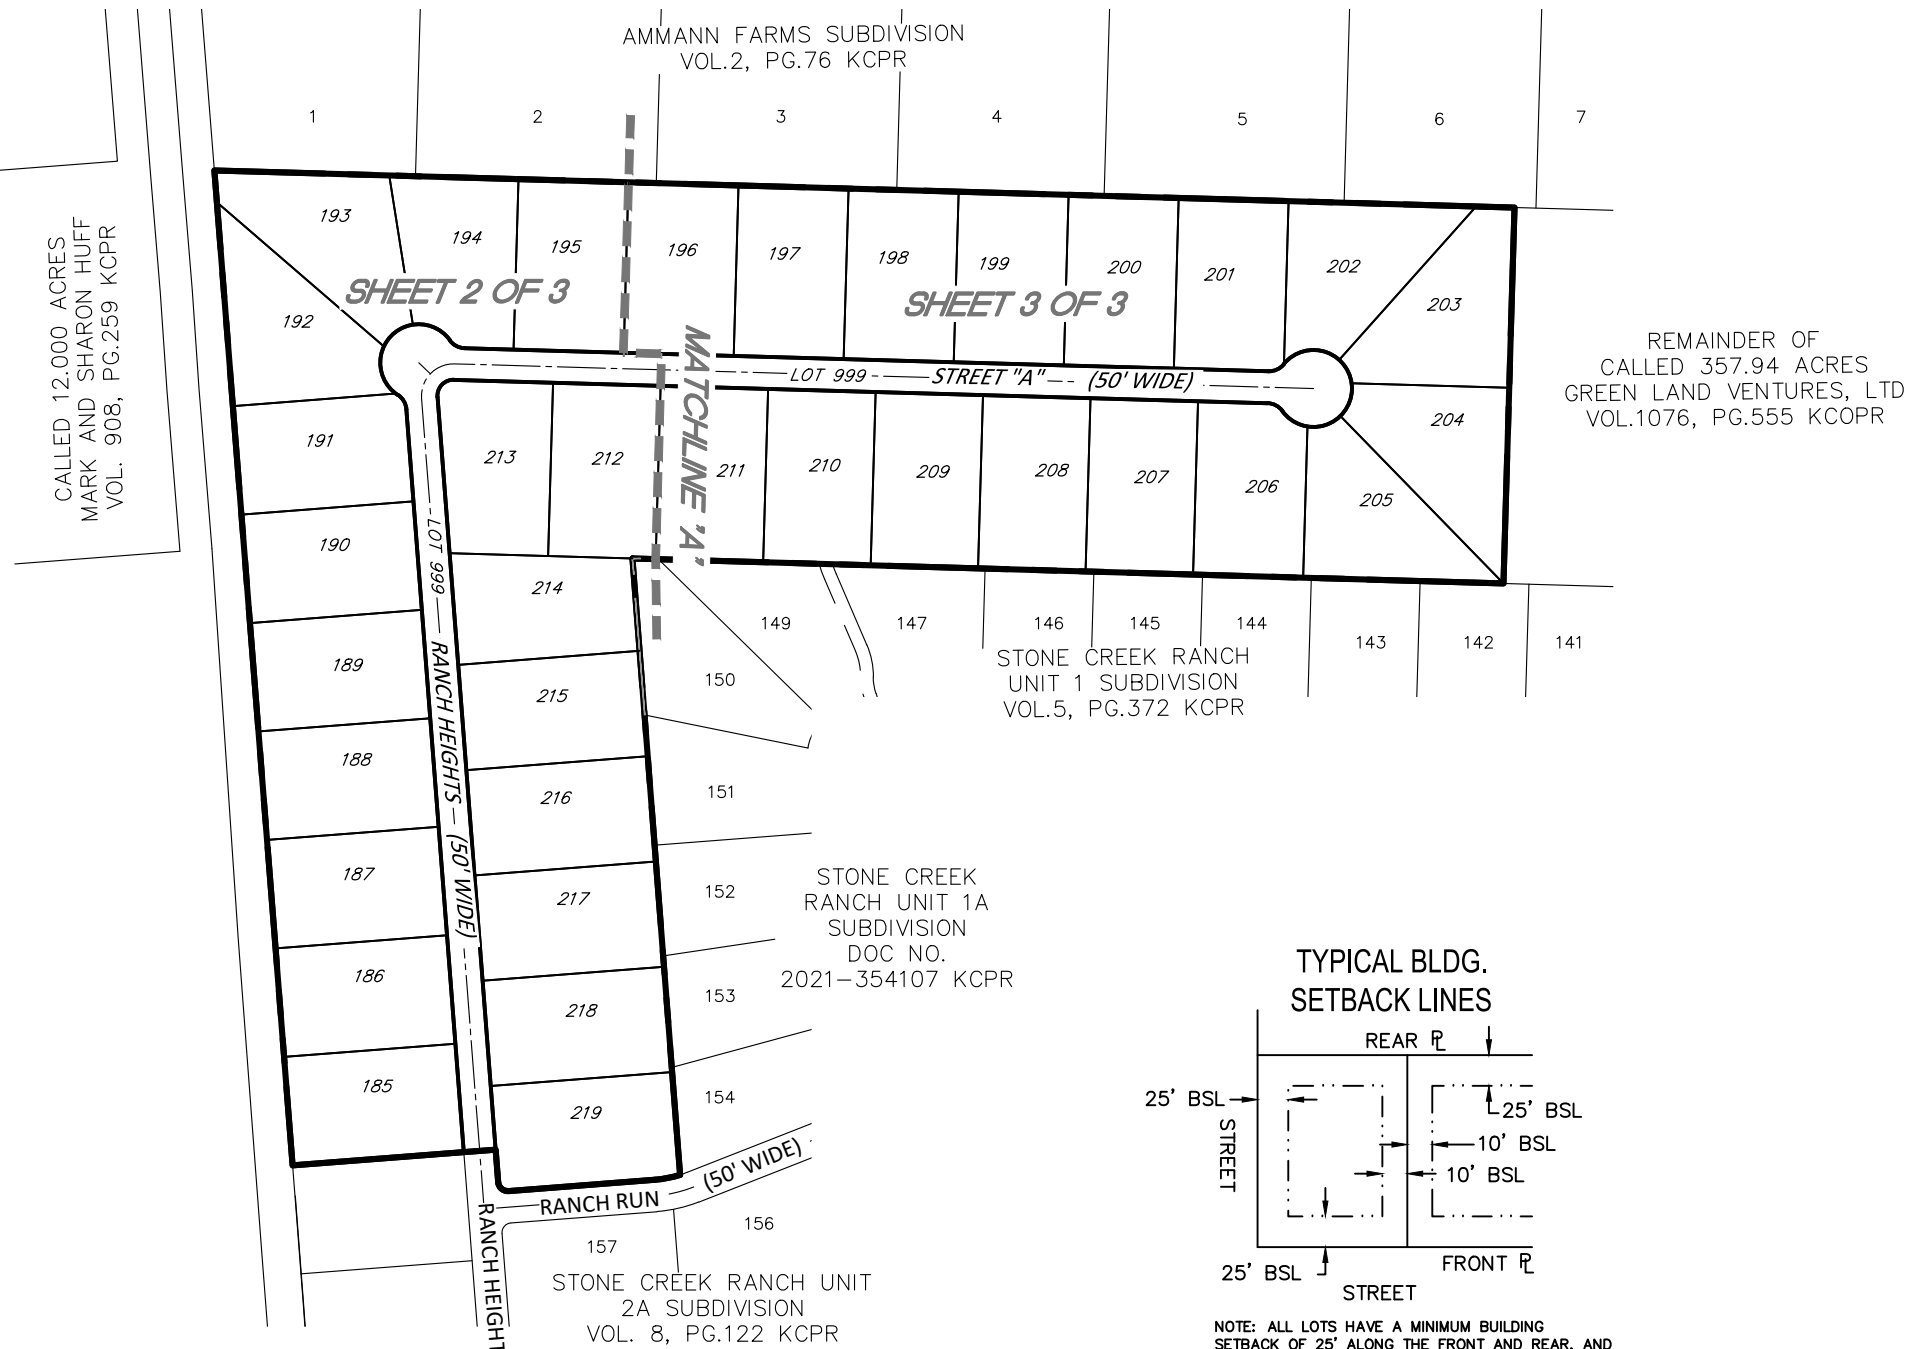 AMMANN FARMS SUBDIVISION
VOL.2, PG.76 KCPR
1
2
3
4
5
6
7
CALLED 12.000 ACRES
MARK AND SHARON HUFF
VOL. 908, PG.259 KCPR
193
194
195
196
197
198
199
200
201
202
203
192
SHEET 2 OF 3
SHEET 3 OF 3
MATCHLINE 'A'
LOT 999
STREET "A"
(50' WIDE)
REMAINDER OF
CALLED 357.94 ACRES
GREEN LAND VENTURES, LTD
VOL.1076, PG.555 KCOPR
204
205
206
207
208
209
210
211
212
213
191
190
189
188
187
186
185
LOT 999
RANCH HEIGHTS
(50' WIDE)
214
215
216
217
218
219
149
147
146
145
144
143
142
141
150
151
152
153
154
STONE CREEK RANCH
UNIT 1 SUBDIVISION
VOL.5, PG.372 KCPR
STONE CREEK
RANCH UNIT 1A
SUBDIVISION
DOC NO.
2021-354107 KCPR
RANCH RUN
(50' WIDE)
RANCH HEIGHT
156
157
STONE CREEK RANCH UNIT
2A SUBDIVISION
VOL. 8, PG.122 KCPR
TYPICAL BLDG.
SETBACK LINES
REAR PL
25' BSL
25' BSL
STREET
10' BSL
10' BSL
25' BSL
FRONT PL
STREET
NOTE: ALL LOTS HAVE A MINIMUM BUILDING
SETBACK OF 25' ALONG THE FRONT AND REAR, AND